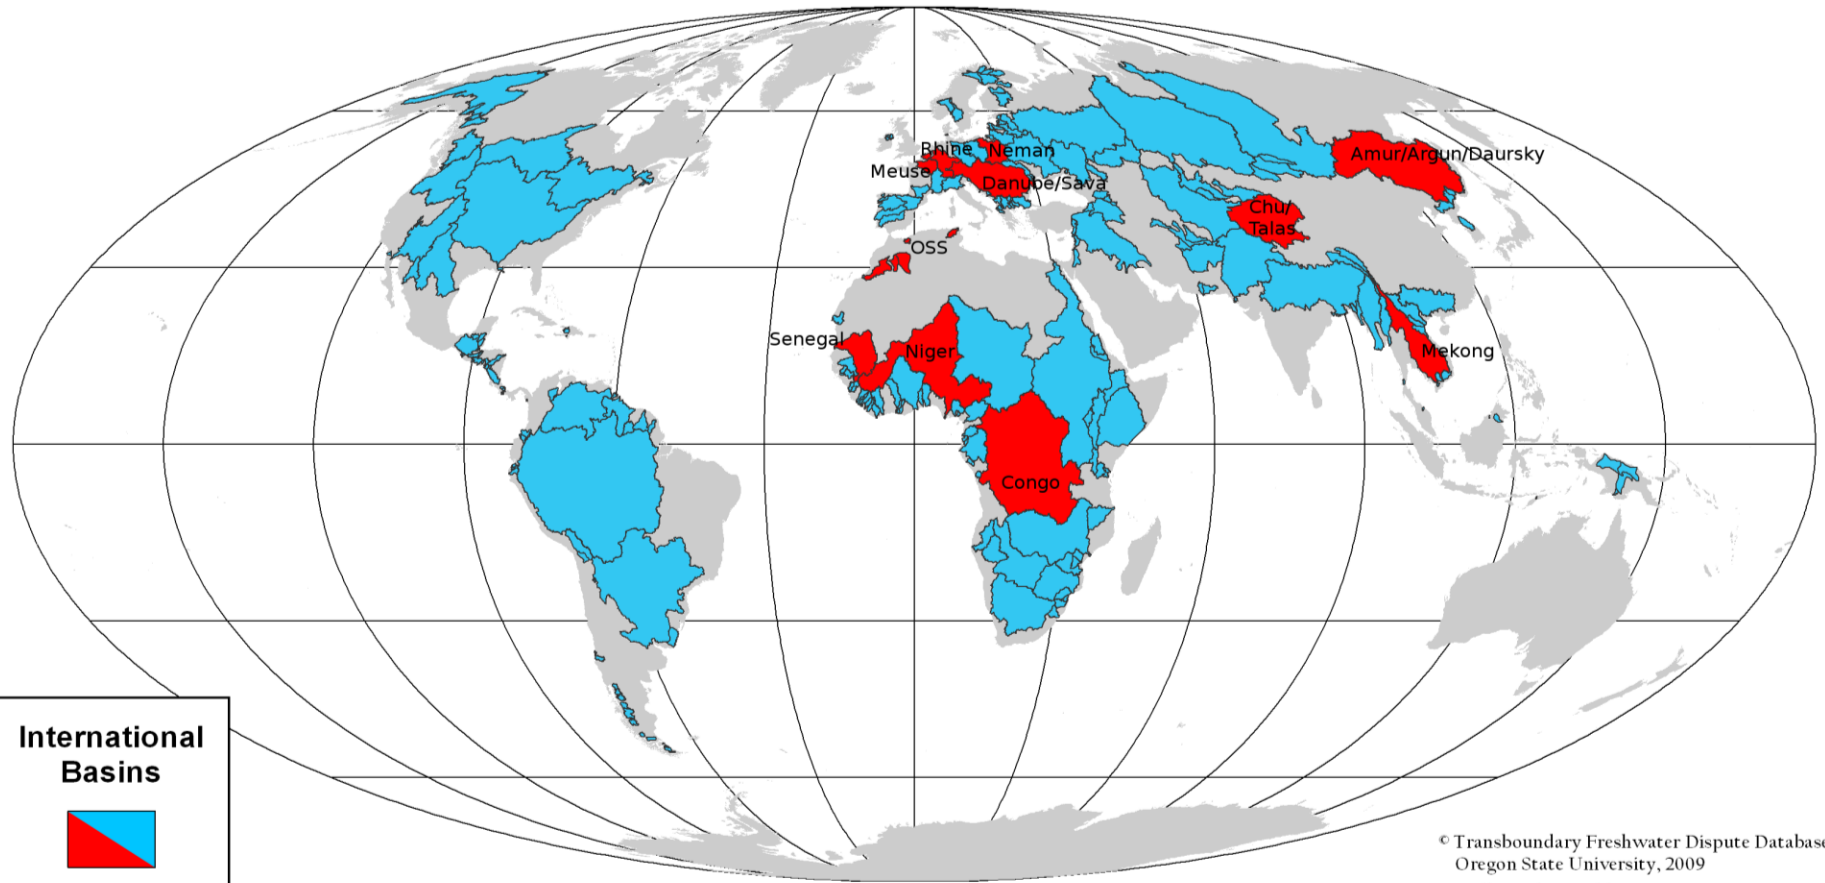 Rhine
Neman
Amur/Argun/Daursky
Meuse
Danube/Sava
Chu/
Talas
OSS
Senegal
Niger
Mekong
Congo
International
Basins
© Transboundary Freshwater Dispute Database
Oregon State University, 2009